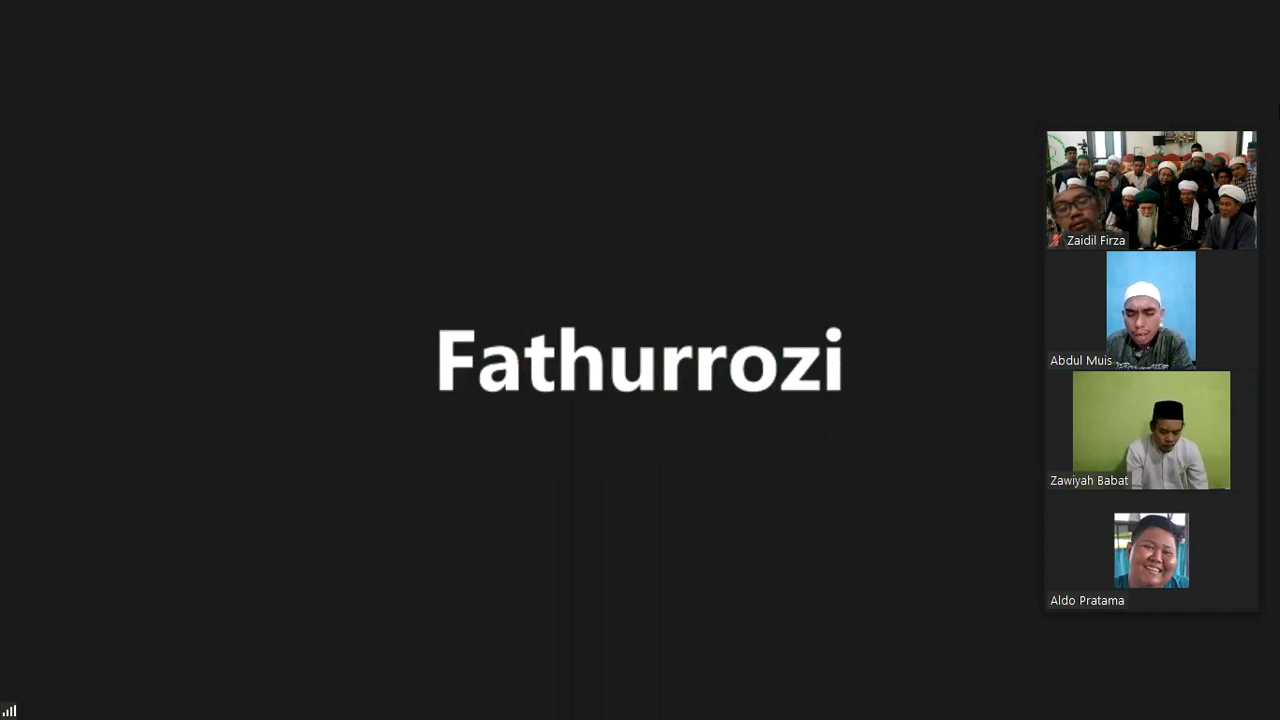 Fathurrozi
Zaidil Firza
Abdul Muis
Zawiyah Babat
Aldo Pratama